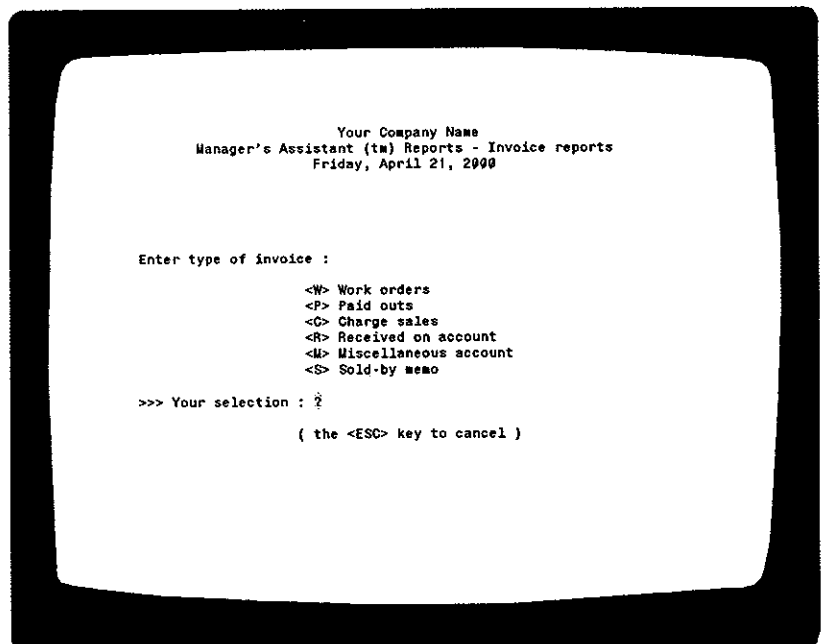 Your Company Name
Manager's Assistant (tm) Reports - Invoice reports
Friday, April 21, 2000
Enter type of invoice :
<W> Work orders
<P> Paid outs
<C> Charge sales
<R> Received on account
<M> Miscellaneous account
<S> Sold-by memo
>>> Your selection : ?
( the <ESC> key to cancel )